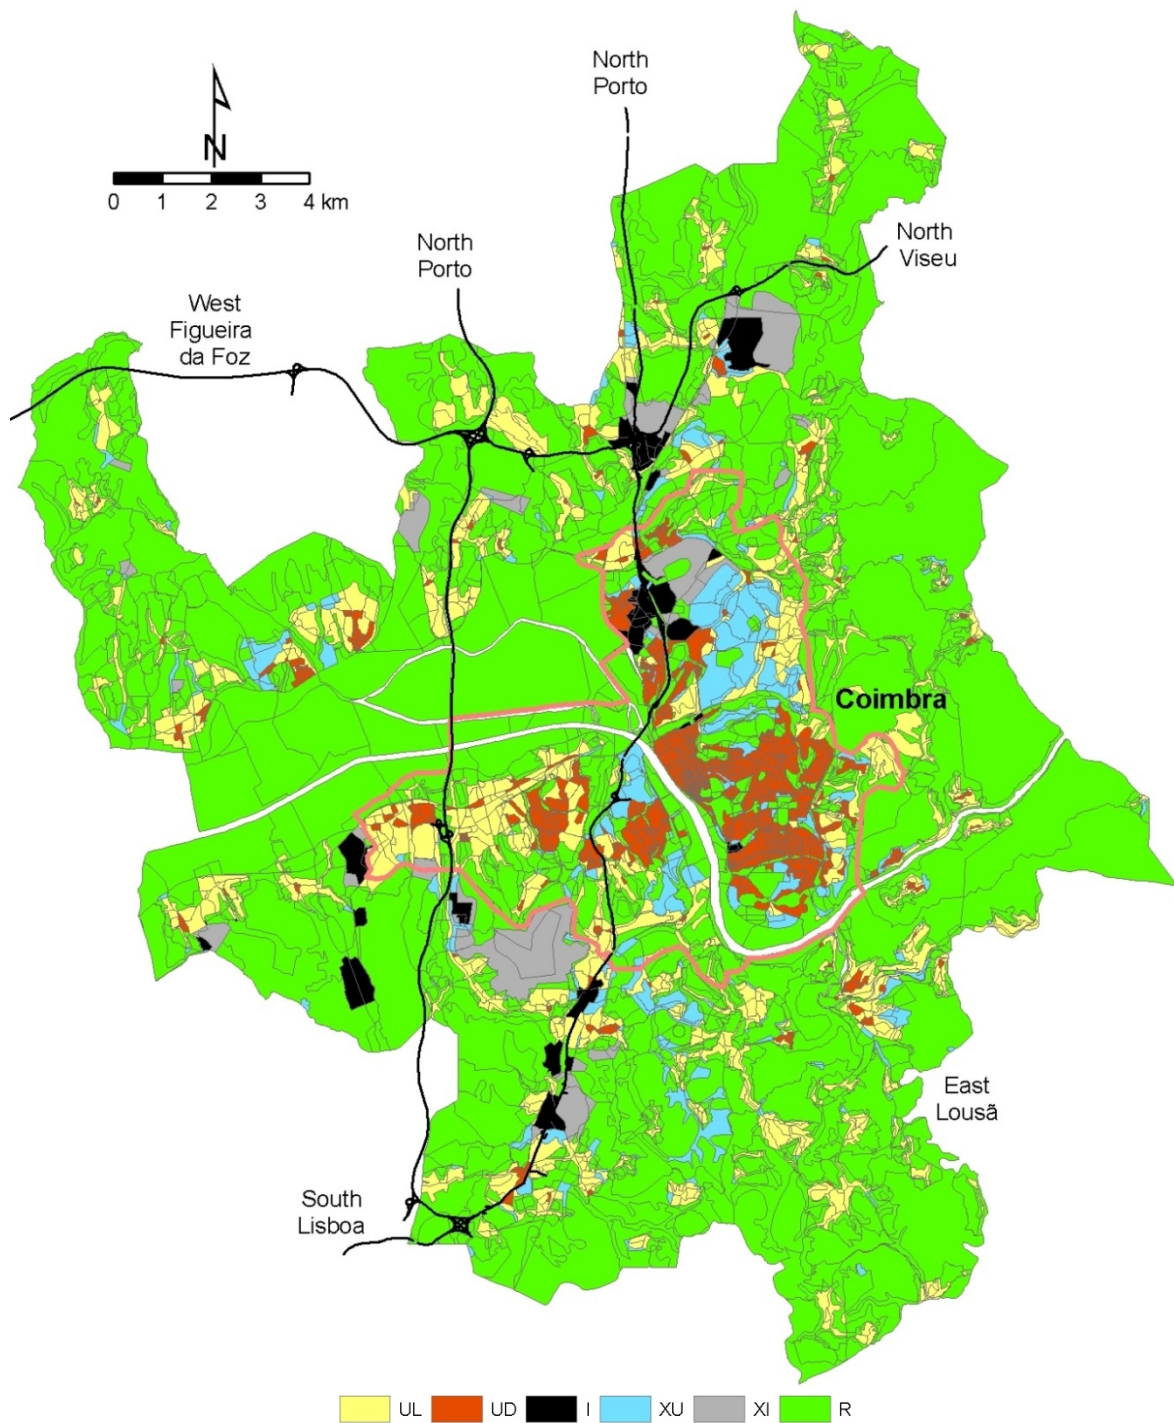 North
Porto
N
0 1 2 3 4 km
North
Viseu
North
Porto
West
Figueira
da Foz
Coimbra
East
Lousã
South
Lisboa
UL UD I XU XI R